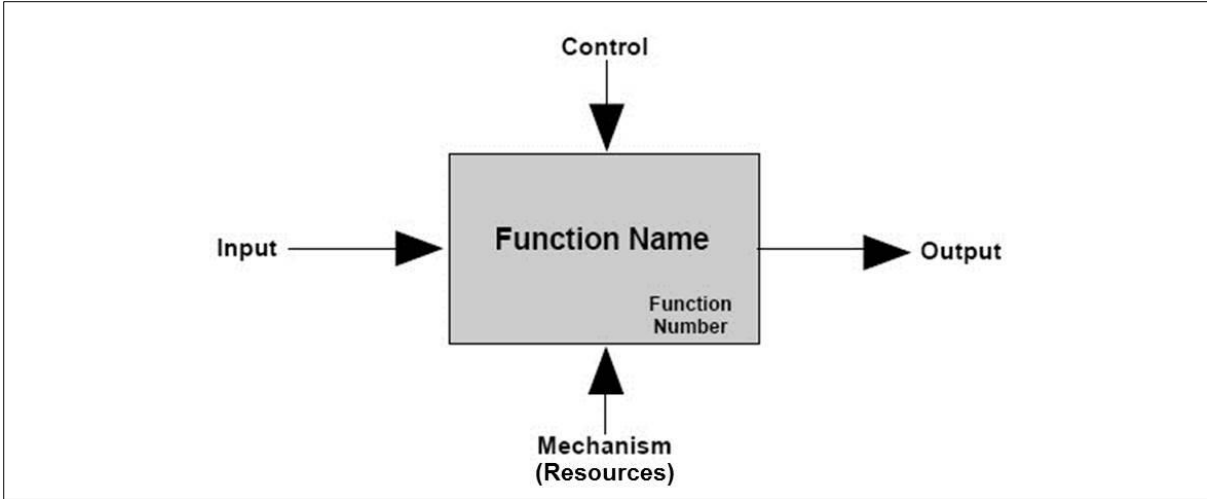 Control
Input
Function Name
Output
Function
Number
Mechanism
(Resources)